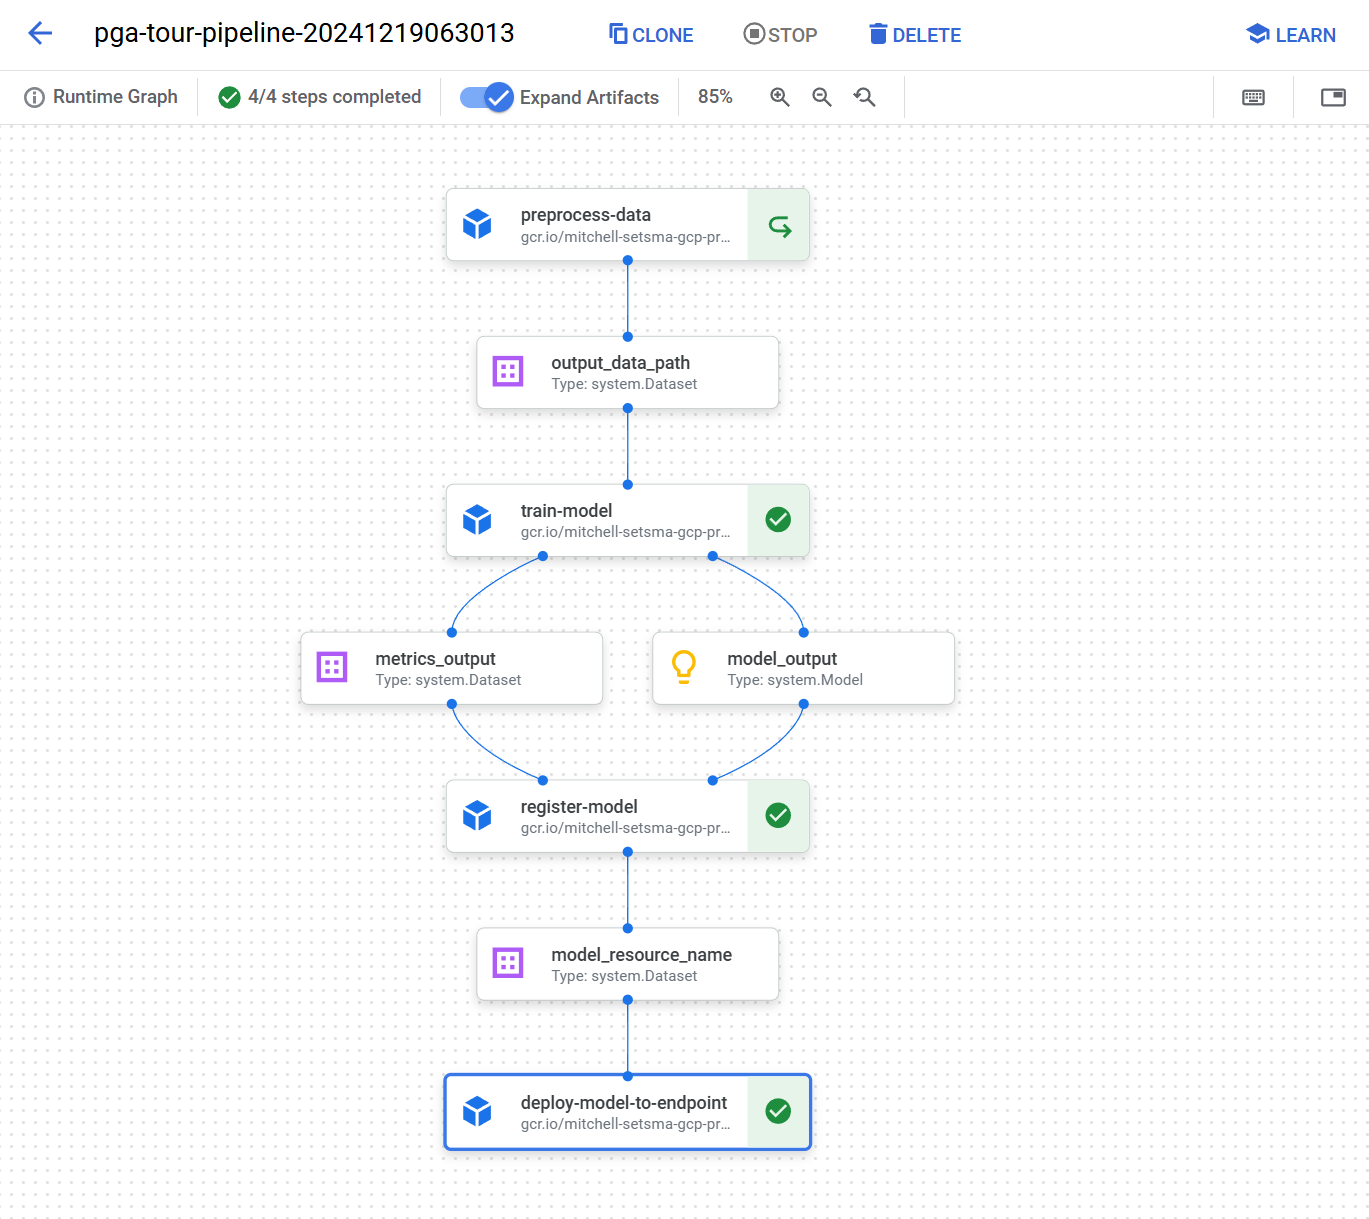 pga-tour-pipeline-20241219063013
CLONE
STOP
DELETE
LEARN
Runtime Graph
4/4 steps completed
Expand Artifacts
85%
preprocess-data
gcr.io/mitchell-setsma-gcp-pr...
output_data_path
Type: system.Dataset
train-model
gcr.io/mitchell-setsma-gcp-pr...
metrics_output
Type: system.Dataset
model_output
Type: system.Model
register-model
gcr.io/mitchell-setsma-gcp-pr...
model_resource_name
Type: system.Dataset
deploy-model-to-endpoint
gcr.io/mitchell-setsma-gcp-pr...